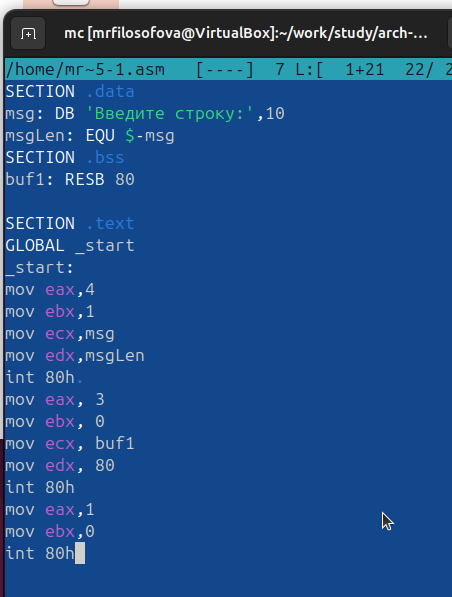 mc [mrfilosofova@VirtualBox]:~/work/study/arch-…
/home/mr~5-1.asm [----] 7 L:[ 1+21 22/ 2
SECTION .data
msg: DB 'Введите строку:',10
msgLen: EQU $-msg
SECTION .bss
buf1: RESB 80
SECTION .text
GLOBAL _start
_start:
mov eax,4
mov ebx,1
mov ecx,msg
mov edx,msgLen
int 80h.
mov eax, 3
mov ebx, 0
mov ecx, buf1
mov edx, 80
int 80h
mov eax,1
mov ebx,0
int 80h